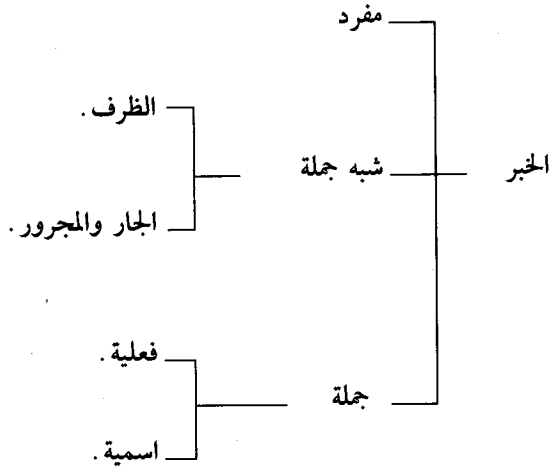 مفرد
الظرف .
الخبر
شبه جملة
الجار والمجرور .
فعلية .
جملة
اسمية .